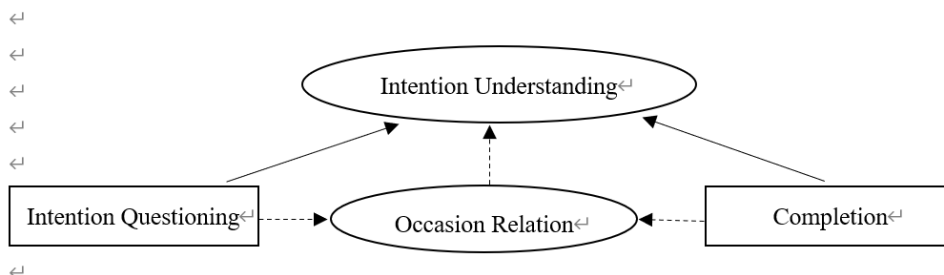 Intention Understanding
Intention Questioning
Occasion Relation
Completion